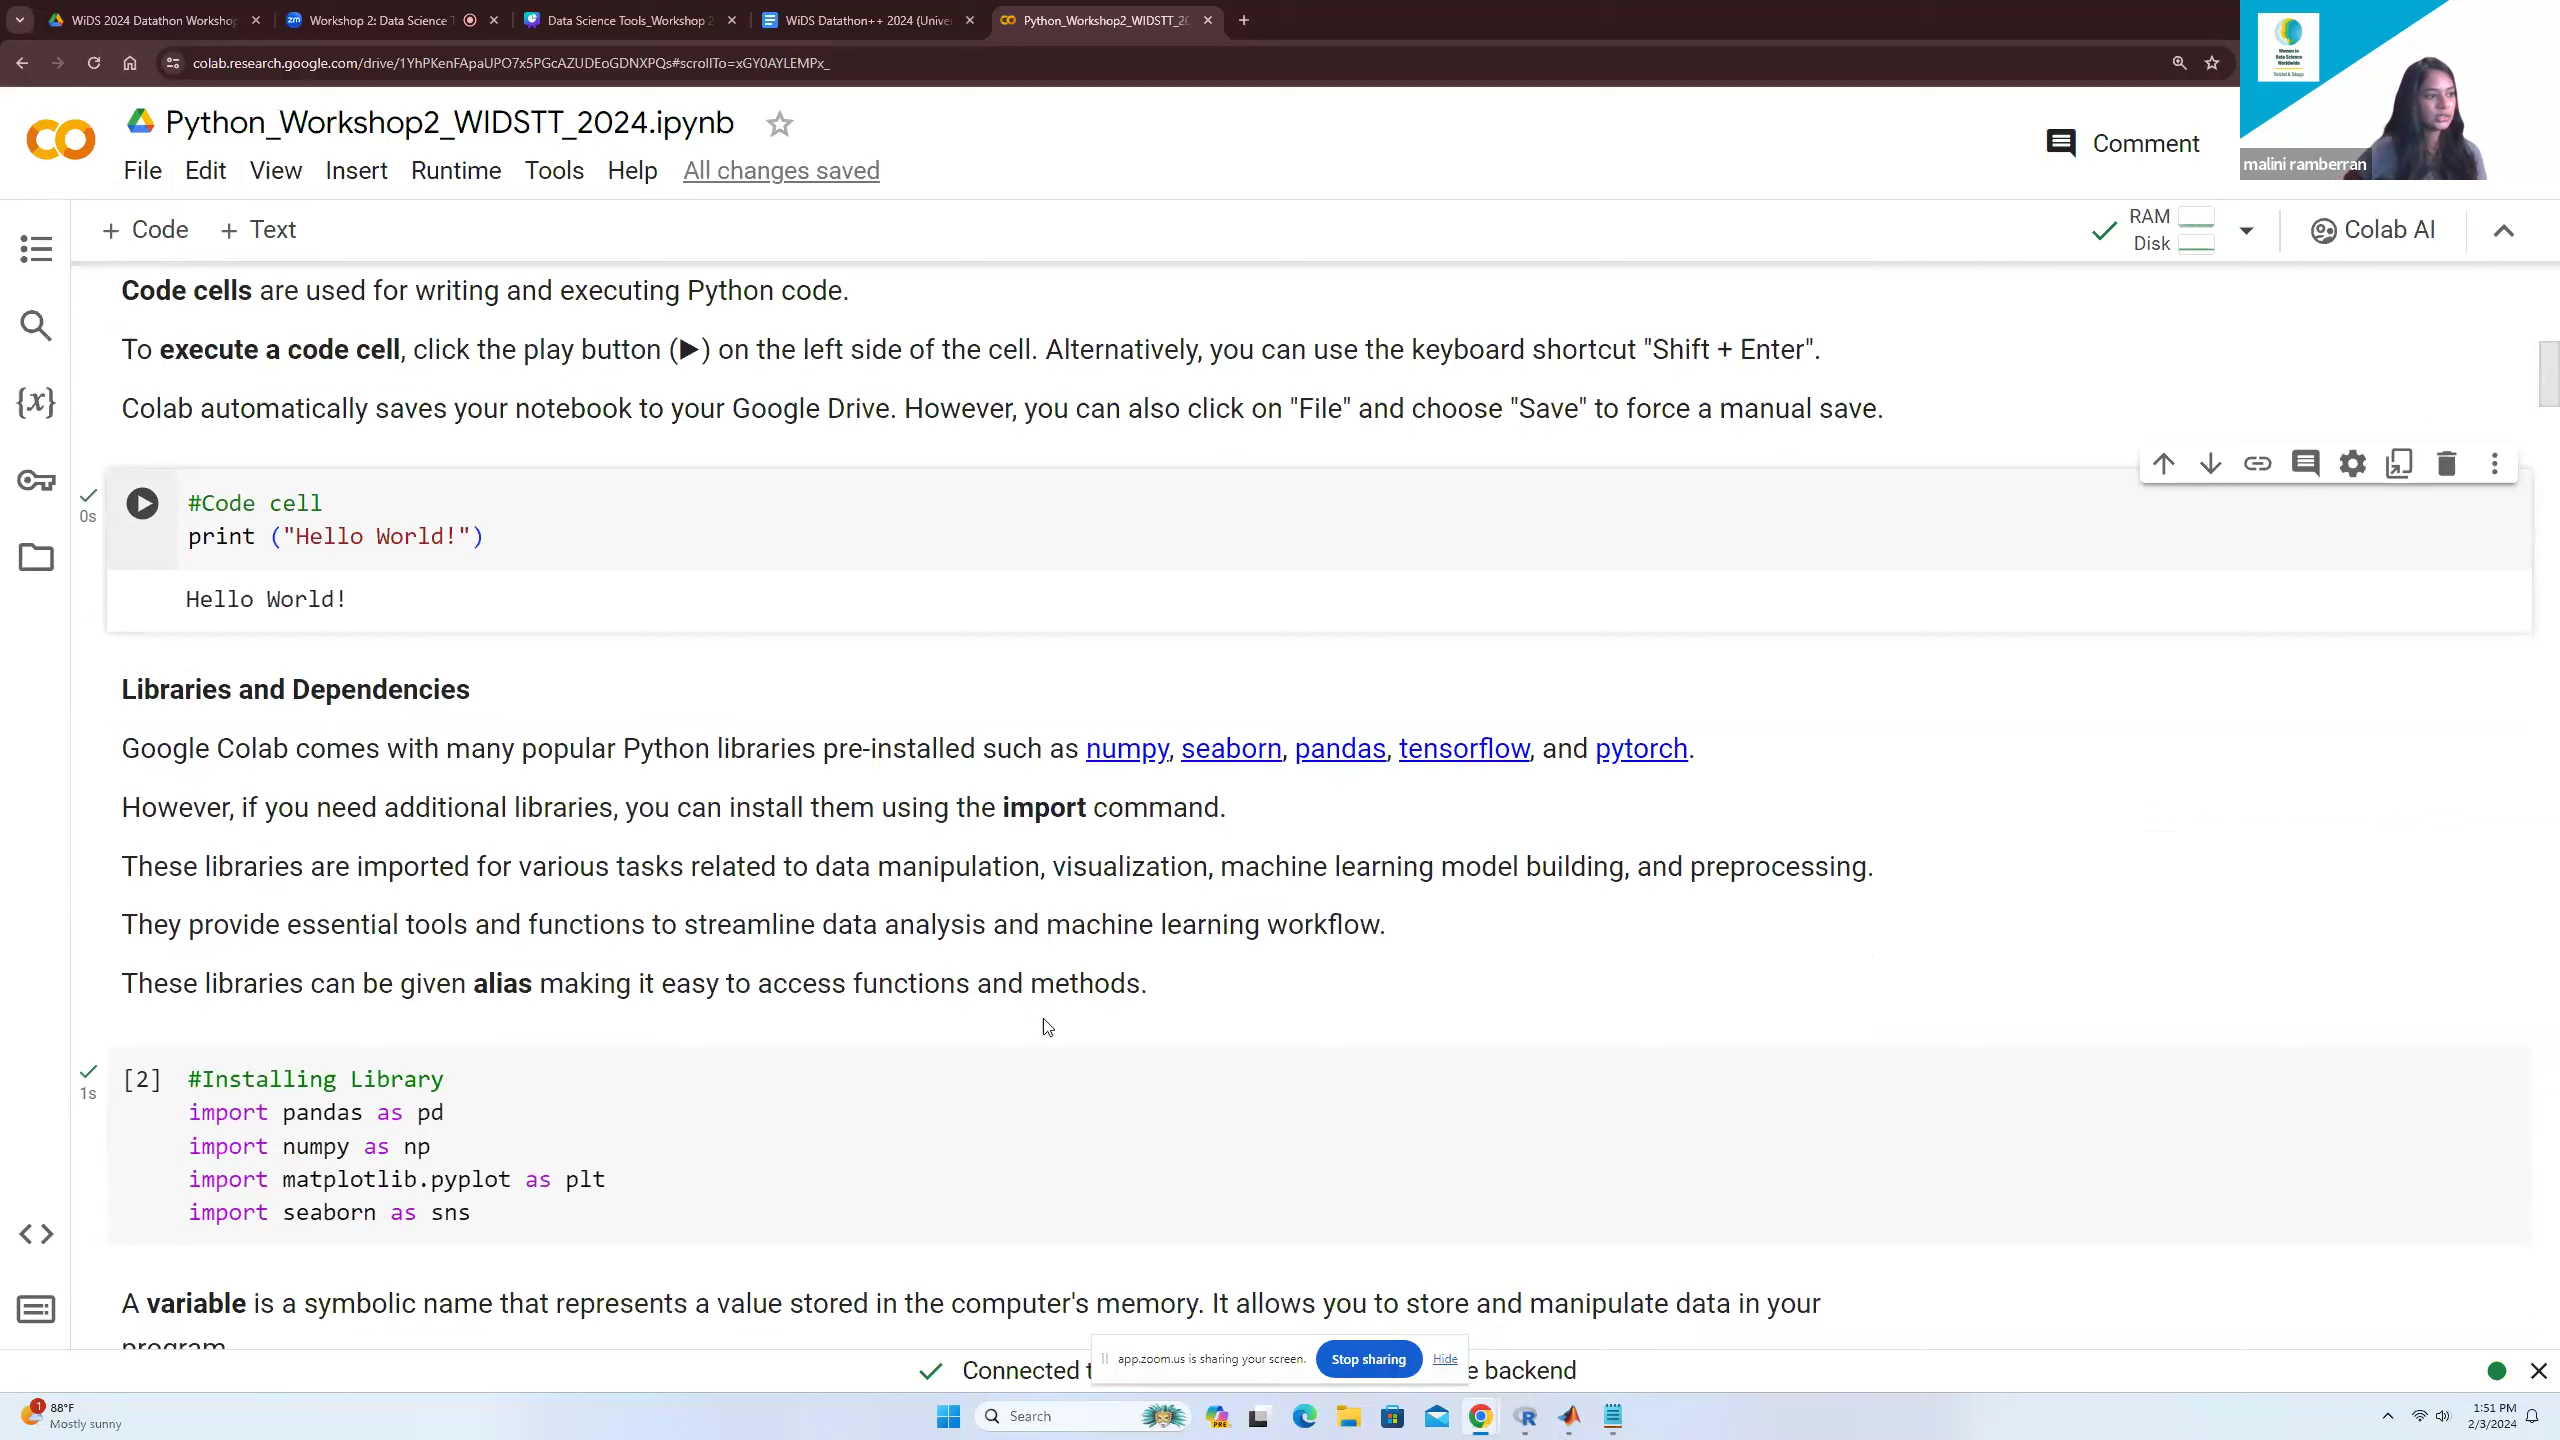 WiDS 2024 Datathon Workshop
Workshop 2: Data Science T
Data Science Tools_Workshop 2
WiDS Datathon++ 2024 (Unive
Python_Workshop2_WIDSTT_20
colab.research.google.com/drive/1YhPKenFApaUPO7x5PGcAZUDEoGDNXPQs#scrollTo=xGY0AYLEMPx_
Women in
Data Science
Worldwide
Trinidad & Tobago
malini ramberran
Python_Workshop2_WIDSTT_2024.ipynb
Comment
File Edit View Insert Runtime Tools Help All changes saved
+ Code + Text
RAM
Disk
Colab AI
Code cells are used for writing and executing Python code.
To execute a code cell, click the play button (▶) on the left side of the cell. Alternatively, you can use the keyboard shortcut "Shift + Enter".
Colab automatically saves your notebook to your Google Drive. However, you can also click on "File" and choose "Save" to force a manual save.
0s
#Code cell
print ("Hello World!")
Hello World!
Libraries and Dependencies
Google Colab comes with many popular Python libraries pre-installed such as numpy, seaborn, pandas, tensorflow, and pytorch.
However, if you need additional libraries, you can install them using the import command.
These libraries are imported for various tasks related to data manipulation, visualization, machine learning model building, and preprocessing.
They provide essential tools and functions to streamline data analysis and machine learning workflow.
These libraries can be given alias making it easy to access functions and methods.
1s
[2] #Installing Library
import pandas as pd
import numpy as np
import matplotlib.pyplot as plt
import seaborn as sns
A variable is a symbolic name that represents a value stored in the computer's memory. It allows you to store and manipulate data in your
program
Connected t
app.zoom.us is sharing your screen. Stop sharing Hide
e backend
1
88°F
Mostly sunny
Search
PRE
1:51 PM
2/3/2024